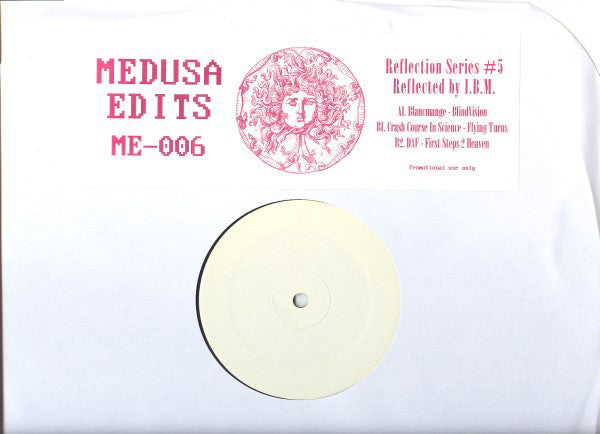 MEDUSA
EDITS
ME-006
Reflection Series #5
Reflected by I.B.M.
A1. Blancmange - BlindVision
B1. Crash Course In Science - Flying Turns
B2. DAF - First Steps 2 Heaven
Promotional use only